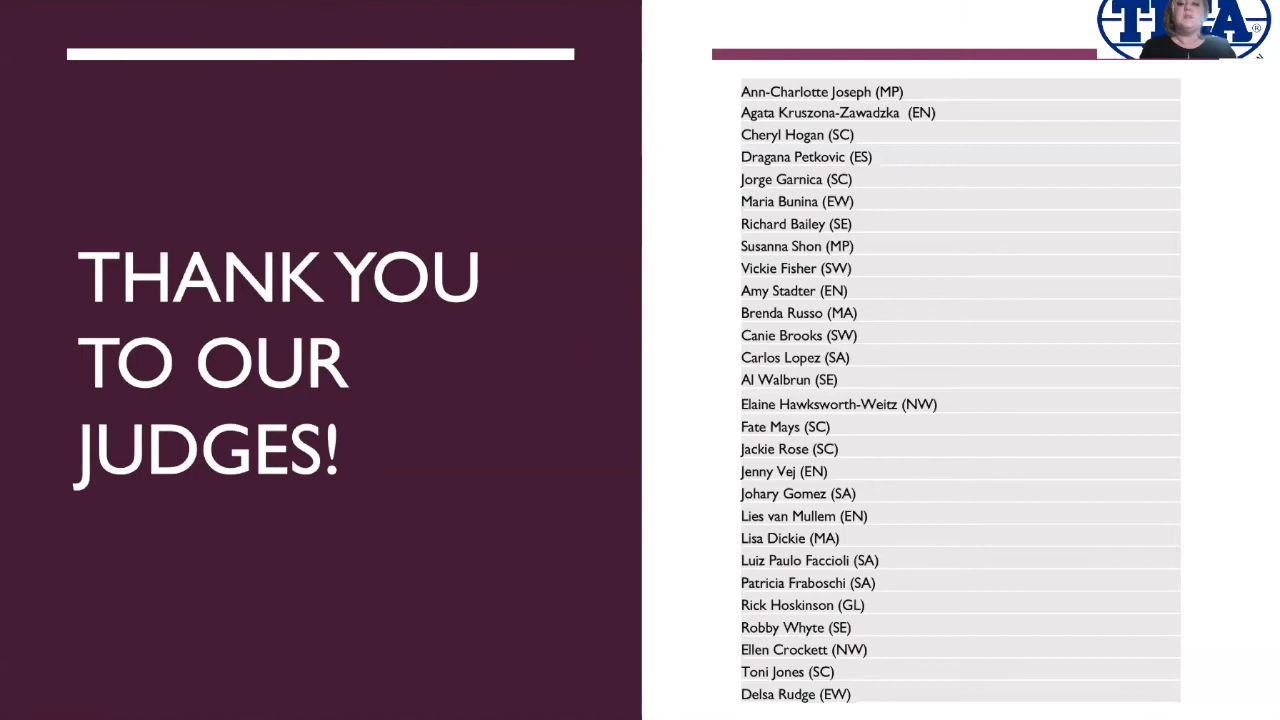 THANK YOU
TO OUR
JUDGES!
Ann-Charlotte Joseph (MP)
Agata Kruszona-Zawadzka (EN)
Cheryl Hogan (SC)
Dragana Petkovic (ES)
Jorge Garnica (SC)
Maria Bunina (EW)
Richard Bailey (SE)
Susanna Shon (MP)
Vickie Fisher (SW)
Amy Stadter (EN)
Brenda Russo (MA)
Canie Brooks (SW)
Carlos Lopez (SA)
Al Walbrun (SE)
Elaine Hawksworth-Weitz (NW)
Fate Mays (SC)
Jackie Rose (SC)
Jenny Vej (EN)
Johary Gomez (SA)
Lies van Mullem (EN)
Lisa Dickie (MA)
Luiz Paulo Faccioli (SA)
Patricia Fraboschi (SA)
Rick Hoskinson (GL)
Robby Whyte (SE)
Ellen Crockett (NW)
Toni Jones (SC)
Delsa Rudge (EW)